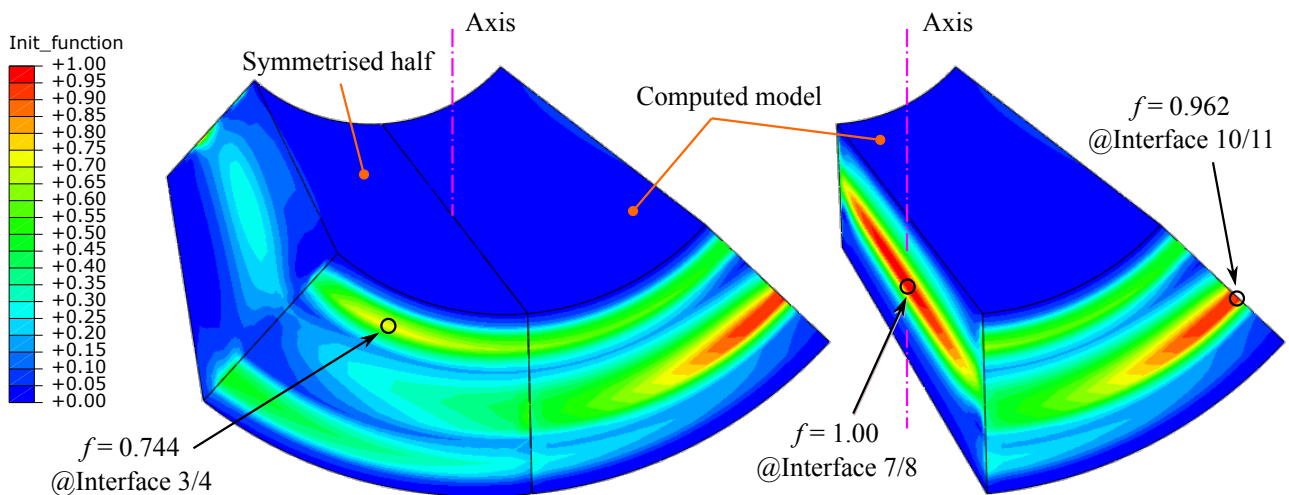 Init_function
+1.00
+0.95
+0.90
+0.85
+0.80
+0.75
+0.70
+0.65
+0.60
+0.55
+0.50
+0.45
+0.40
+0.35
+0.30
+0.25
+0.20
+0.15
+0.10
+0.05
+0.00
Symmetrised half
Axis
Computed model
Axis
f = 0.962
@Interface 10/11
f = 0.744
@Interface 3/4
f = 1.00
@Interface 7/8